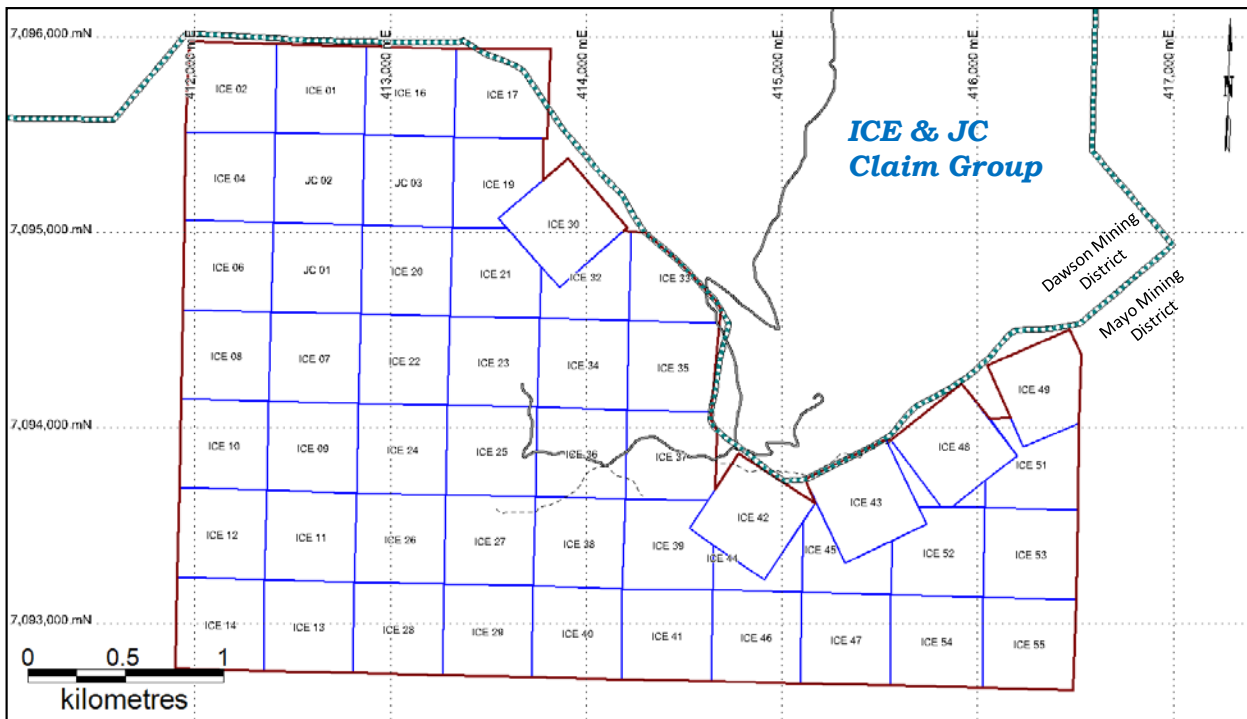 7,096,000 mN
412,000 mE
413,000 mE
414,000 mE
415,000 mE
416,000 mE
417,000 mE
N
ICE 02
ICE 01
ICE 16
ICE 17
ICE & JC
Claim Group
ICE 04
JC 02
JC 03
ICE 19
ICE 30
7,095,000 mN
Dawson Mining
District
Mayo Mining
District
ICE 06
JC 01
ICE 20
ICE 21
ICE 32
ICE 33
ICE 08
ICE 07
ICE 22
ICE 23
ICE 34
ICE 35
ICE 49
7,094,000 mN
ICE 10
ICE 09
ICE 24
ICE 25
ICE 36
ICE 37
ICE 48
ICE 51
ICE 42
ICE 43
ICE 12
ICE 11
ICE 26
ICE 27
ICE 38
ICE 39
ICE 44
ICE 45
ICE 52
ICE 53
7,093,000 mN
ICE 14
ICE 13
ICE 28
ICE 29
ICE 40
ICE 41
ICE 46
ICE 47
ICE 54
ICE 55
0 0.5 1
kilometres